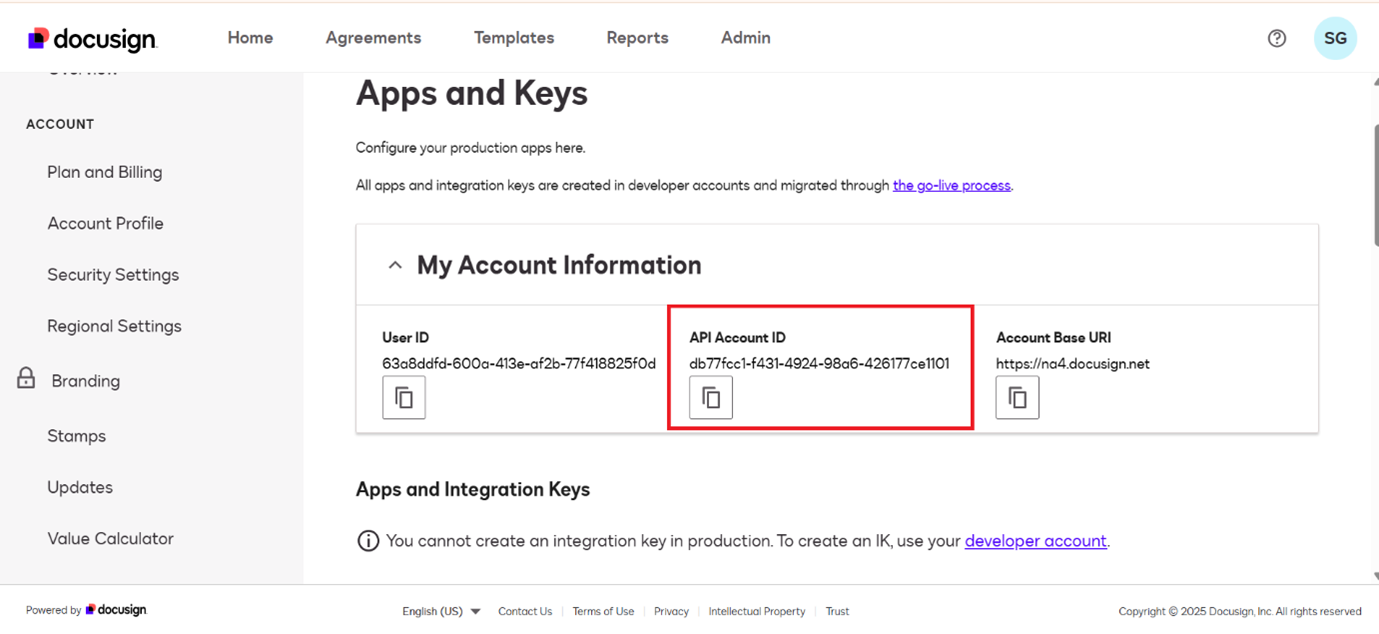 docusign
Home
Agreements
Templates
Reports
Admin
SG
ACCOUNT
Plan and Billing
Account Profile
Security Settings
Regional Settings
Branding
Stamps
Updates
Value Calculator
Apps and Keys
Configure your production apps here.
All apps and integration keys are created in developer accounts and migrated through the go-live process.
My Account Information
User ID
63a8ddfd-600a-413e-af2b-77f418825f0d
API Account ID
db77fcc1-f431-4924-98a6-426177ce1101
Account Base URI
https://na4.docusign.net
Apps and Integration Keys
You cannot create an integration key in production. To create an IK, use your developer account.
Powered by docusign
English (US)
Contact Us
Terms of Use
Privacy
Intellectual Property
Trust
Copyright © 2025 Docusign, Inc. All rights reserved